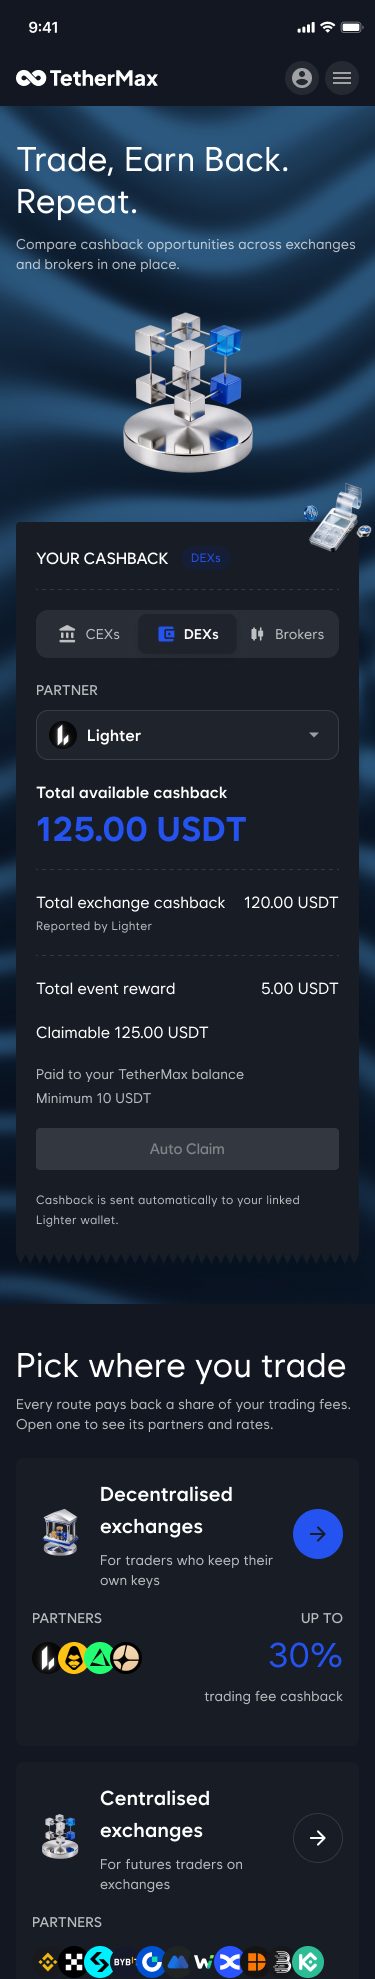 9:41
TetherMax
Trade, Earn Back.
Repeat.
Compare cashback opportunities across exchanges
and brokers in one place.
YOUR CASHBACK DEXs
CEXs DEXs Brokers
PARTNER
Lighter
Total available cashback
125.00 USDT
Total exchange cashback 120.00 USDT
Reported by Lighter
Total event reward 5.00 USDT
Claimable 125.00 USDT
Paid to your TetherMax balance
Minimum 10 USDT
Auto Claim
Cashback is sent automatically to your linked
Lighter wallet.
Pick where you trade
Every route pays back a share of your trading fees.
Open one to see its partners and rates.
Decentralised
exchanges
For traders who keep their
own keys
PARTNERS UP TO
30%
trading fee cashback
Centralised
exchanges
For futures traders on
exchanges
PARTNERS